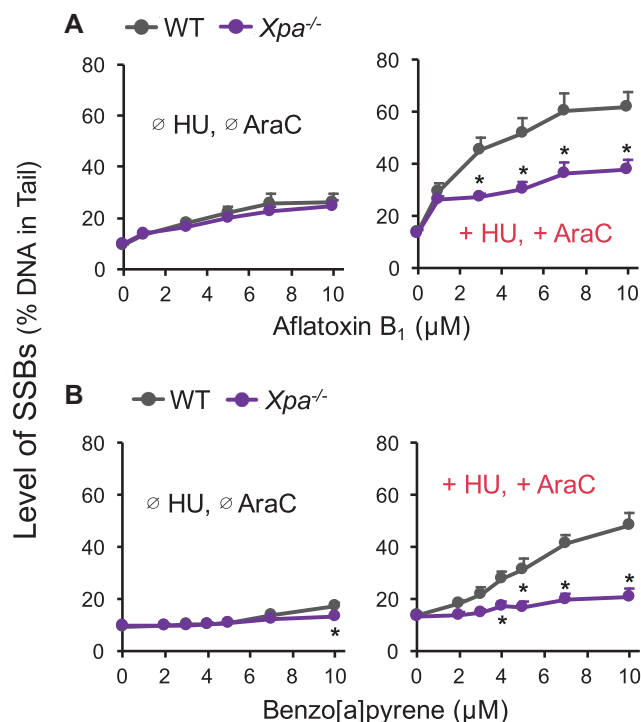 A
WT Xpa-/-
80
60
40
20
0
∅ HU, ∅ AraC
0 2 4 6 8 10
80
60
40
20
0
* * * *
+ HU, + AraC
0 2 4 6 8 10
Aflatoxin B1 (µM)
Level of SSBs (% DNA in Tail)
B
WT Xpa-/-
80
60
40
20
0
∅ HU, ∅ AraC
*
0 2 4 6 8 10
80
60
40
20
0
+ HU, + AraC
* * * *
0 2 4 6 8 10
Benzo[a]pyrene (µM)